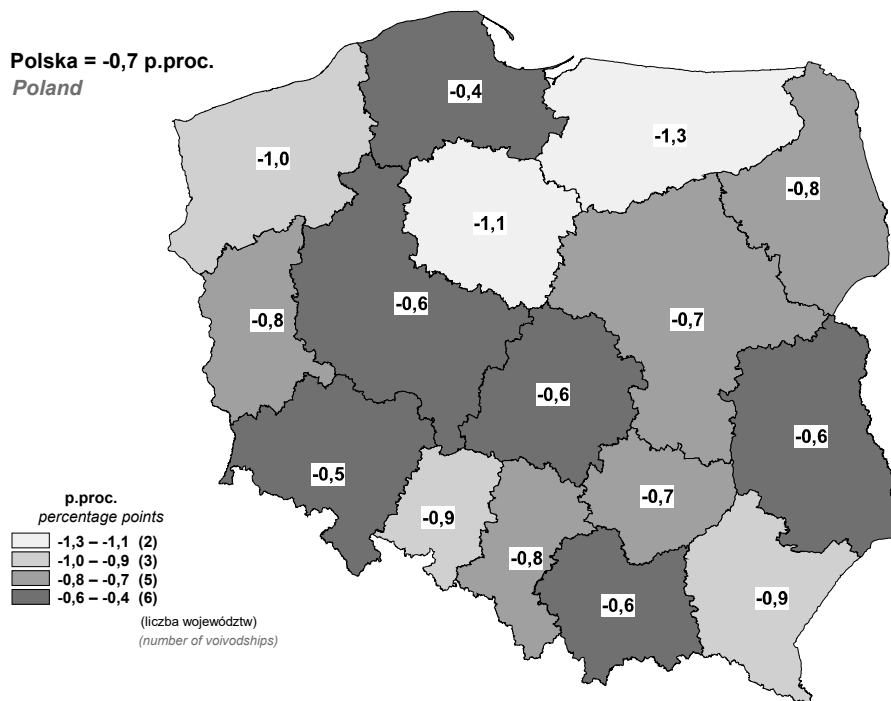 Polska = -0,7 p.proc.
Poland
-0,4
-1,3
-1,0
-0,8
-1,1
-0,6
-0,8
-0,7
-0,6
-0,6
-0,5
-0,7
-0,9
-0,8
-0,6
-0,9
p.proc.
percentage points
-1,3 – -1,1 (2)
-1,0 – -0,9 (3)
-0,8 – -0,7 (5)
-0,6 – -0,4 (6)
(liczba województw)
(number of voivodships)